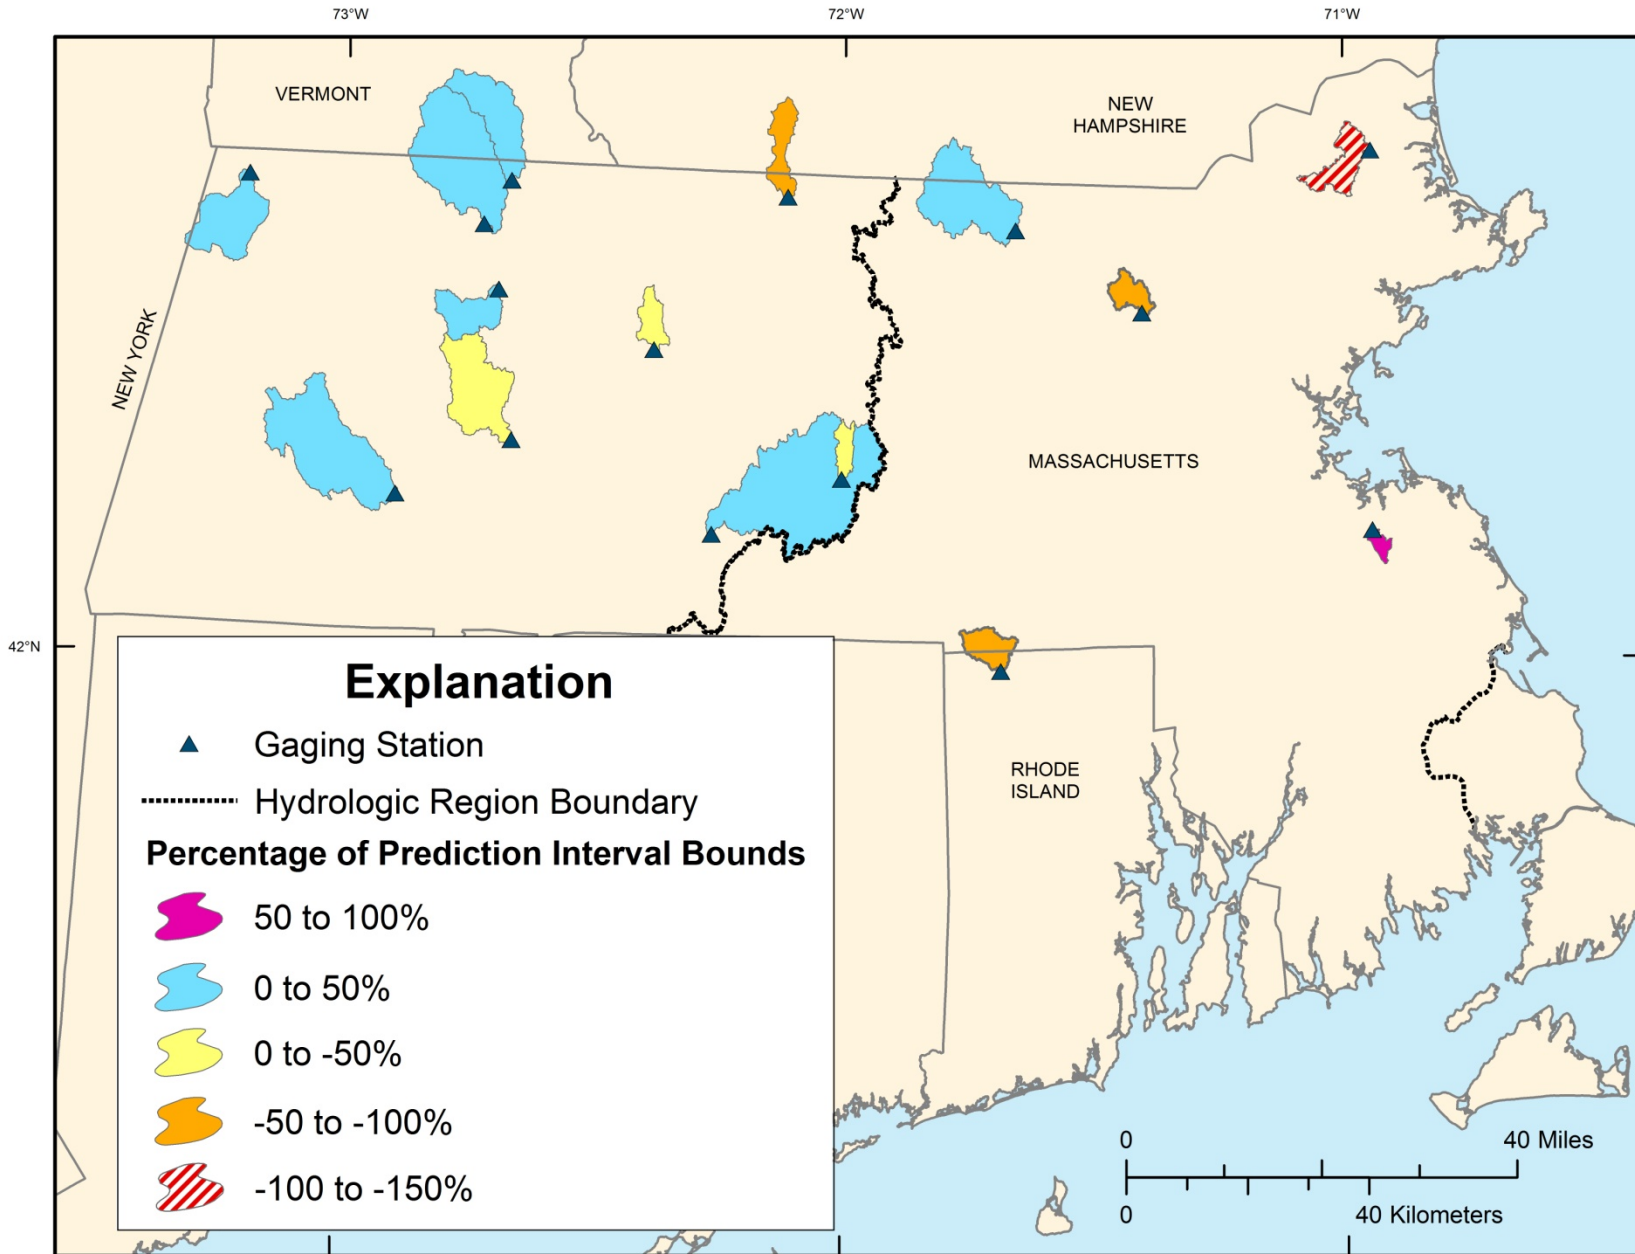 73°W
72°W
71°W
VERMONT
NEW
HAMPSHIRE
NEW YORK
MASSACHUSETTS
42°N
RHODE
ISLAND
Explanation
Gaging Station
Hydrologic Region Boundary
Percentage of Prediction Interval Bounds
50 to 100%
0 to 50%
0 to -50%
-50 to -100%
-100 to -150%
0 40 Miles
0 40 Kilometers